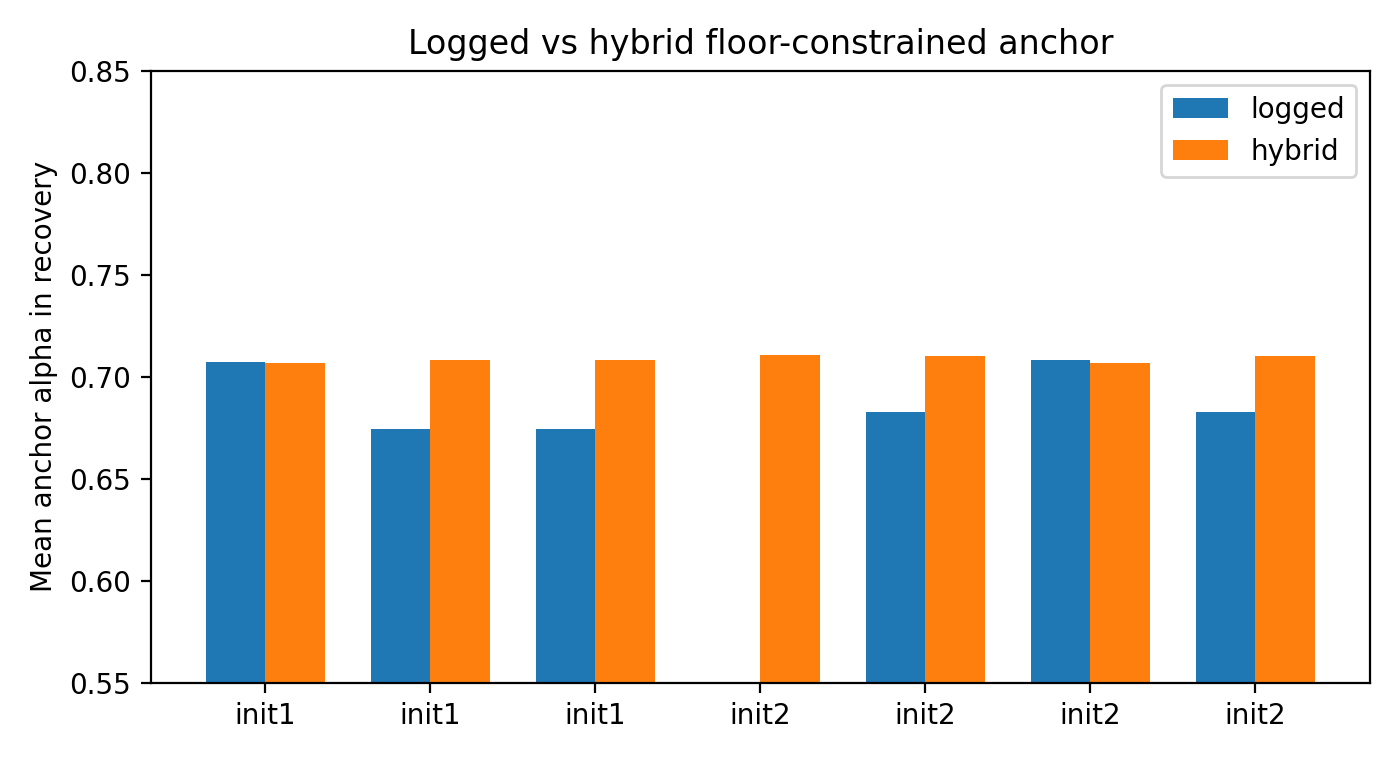 Logged vs hybrid floor-constrained anchor
Mean anchor alpha in recovery
0.85
0.80
0.75
0.70
0.65
0.60
0.55
logged
hybrid
init1
init1
init1
init2
init2
init2
init2